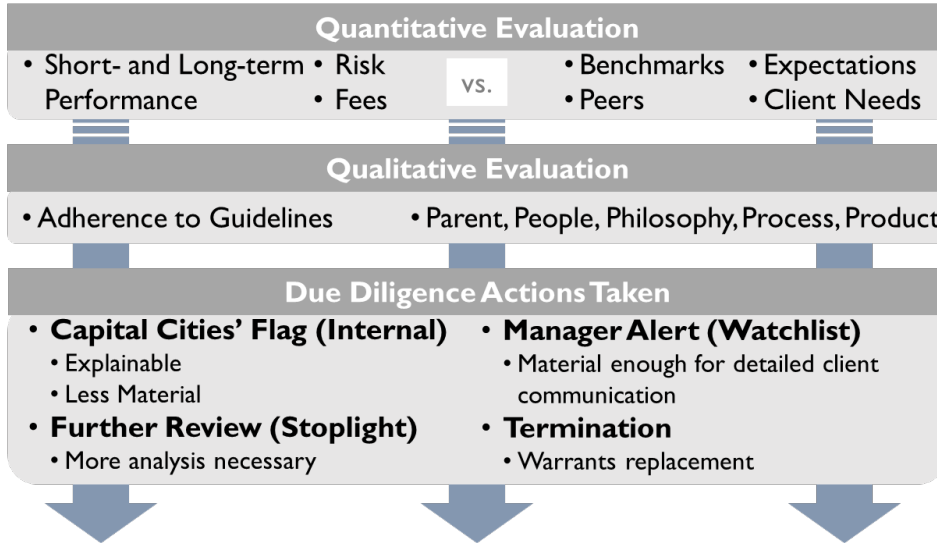 Quantitative Evaluation
• Short- and Long-term Performance
• Risk
• Fees
vs.
• Benchmarks
• Peers
• Expectations
• Client Needs
Qualitative Evaluation
• Adherence to Guidelines
• Parent, People, Philosophy, Process, Product
Due Diligence Actions Taken
• Capital Cities’ Flag (Internal)
• Explainable
• Less Material
• Further Review (Stoplight)
• More analysis necessary
• Manager Alert (Watchlist)
• Material enough for detailed client
communication
• Termination
• Warrants replacement